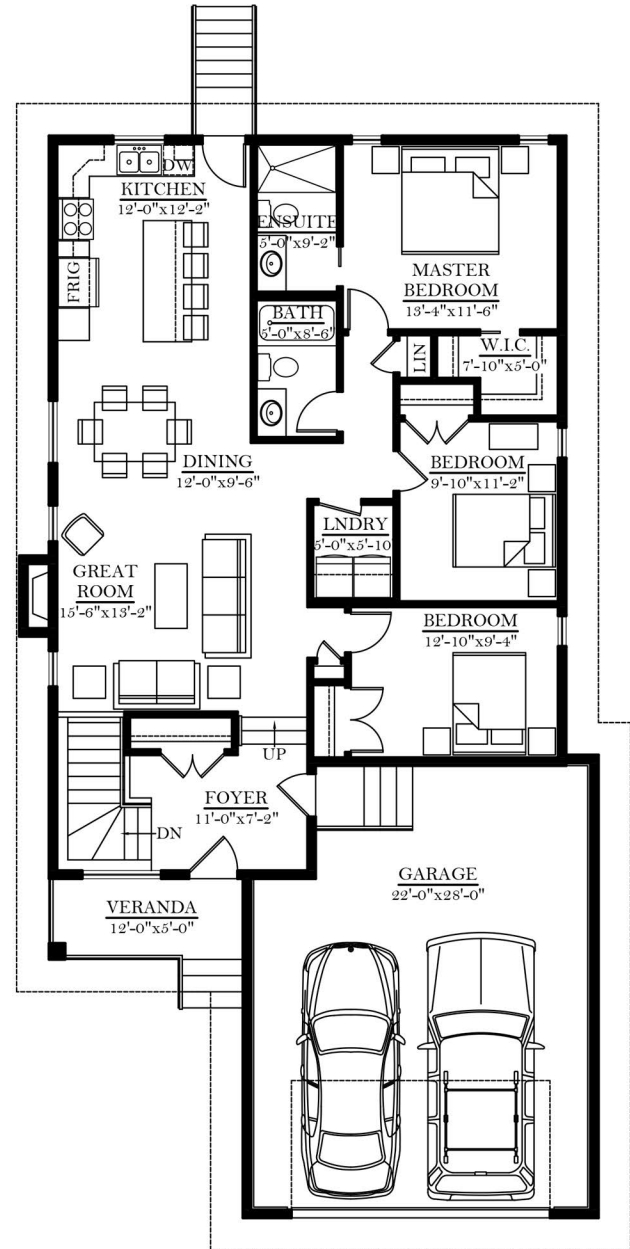 DW
KITCHEN
12'-0"x12'-2"
FRIG
ENSUITE
5'-0"x9'-2"
MASTER
BEDROOM
13'-4"x11'-6"
BATH
5'-0"x8'-6"
LIN
W.I.C.
7'-10"x5'-0"
DINING
12'-0"x9'-6"
BEDROOM
9'-10"x11'-2"
LNDRY
5'-0"x5'-10
GREAT
ROOM
15'-6"x13'-2"
BEDROOM
12'-10"x9'-4"
UP
FOYER
11'-0"x7'-2"
DN
GARAGE
22'-0"x28'-0"
VERANDA
12'-0"x5'-0"